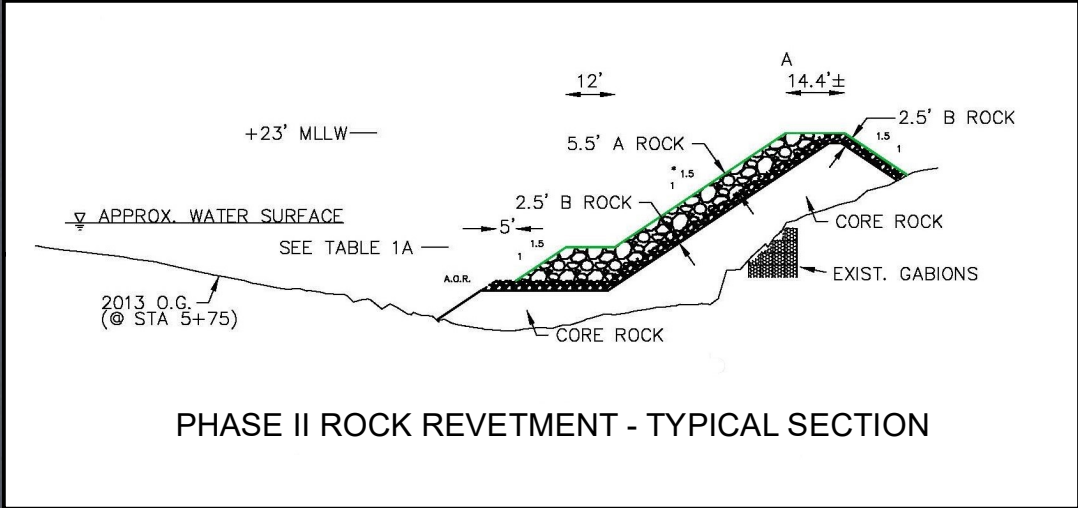 A
12'
14.4'±
+23' MLLW
2.5' B ROCK
1.5
1
5.5' A ROCK
* 1.5
1
2.5' B ROCK
APPROX. WATER SURFACE
5'
CORE ROCK
SEE TABLE 1A
1.5
1
A.O.R.
EXIST. GABIONS
2013 O.G.
(@ STA 5+75)
CORE ROCK
PHASE II ROCK REVETMENT - TYPICAL SECTION